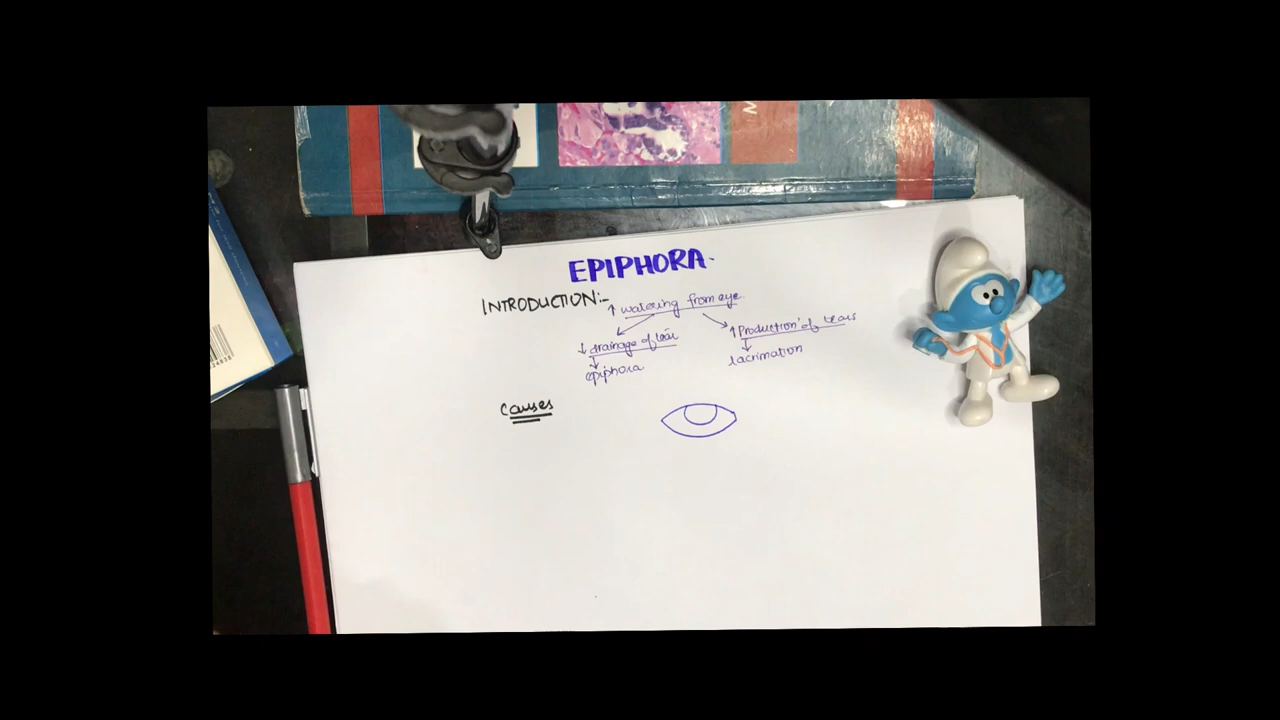 EPIPHORA
INTRODUCTION:-
↑ watering from eye.
↓ drainage of tear
↑ Production of tears
epiphora
lacrimation
Causes